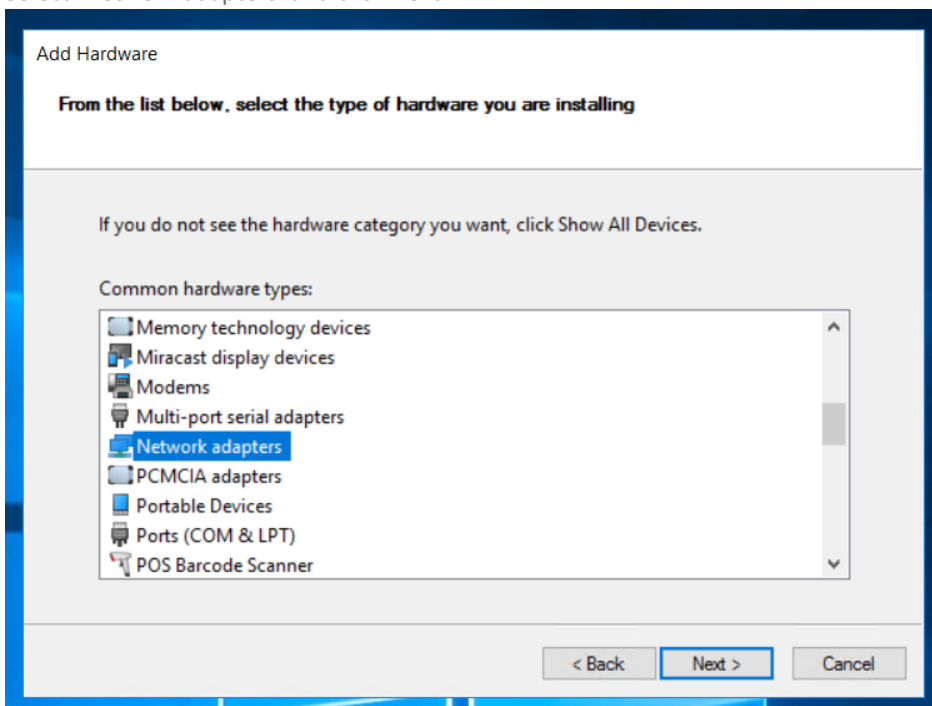 Add Hardware
From the list below, select the type of hardware you are installing
If you do not see the hardware category you want, click Show All Devices.
Common hardware types:
Memory technology devices
Miracast display devices
Modems
Multi-port serial adapters
Network adapters
PCMCIA adapters
Portable Devices
Ports (COM & LPT)
POS Barcode Scanner
< Back Next > Cancel